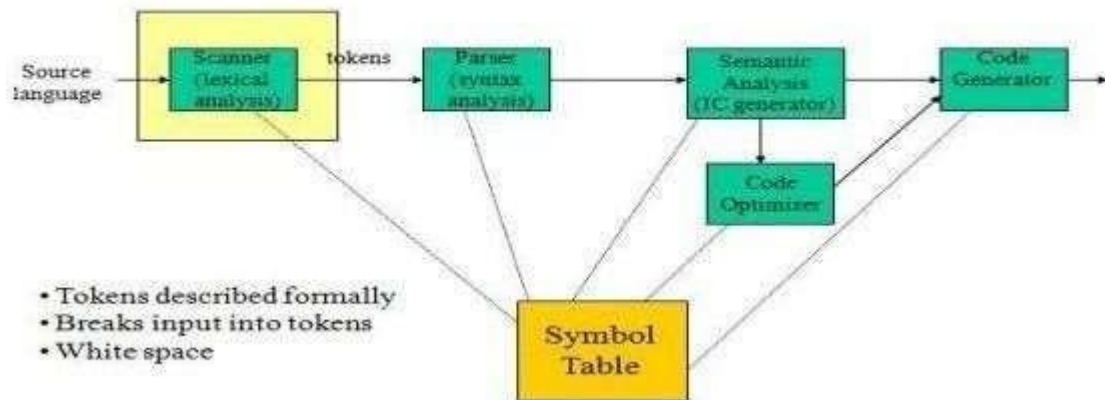 Source
language
Scanner
(lexical
analysis)
tokens
Parser
(syntax
analysis)
Semantic
Analysis
(IC generator)
Code
Generator
Code
Optimizer
• Tokens described formally
• Breaks input into tokens
• White space
Symbol
Table